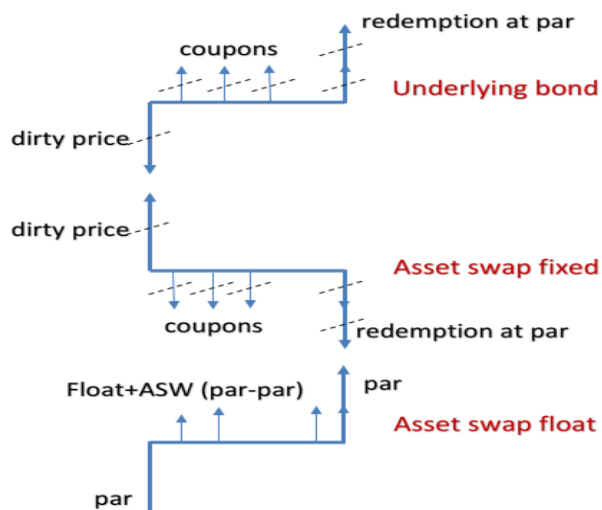 redemption at par
coupons
Underlying bond
dirty price
dirty price
Asset swap fixed
coupons
redemption at par
Float+ASW (par-par)
par
Asset swap float
par